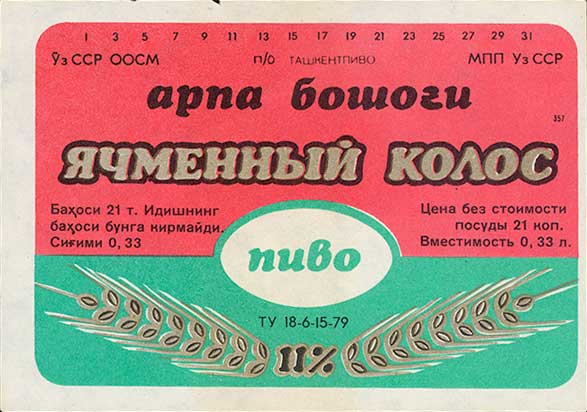 1 3 5 7 9 11 13 15 17 19 21 23 25 27 29 31
Ўз ССР ООСМ п/о ТАШКЕНТПИВО МПП Уз ССР
арпа бошоғи
357
ЯЧМЕННЫЙ КОЛОС
Баҳоси 21 т. Идишнинг
баҳоси бунга кирмайди.
Сиғими 0,33
Цена без стоимости
посуды 21 коп.
Вместимость 0,33 л.
пиво
ТУ 18-6-15-79
11%